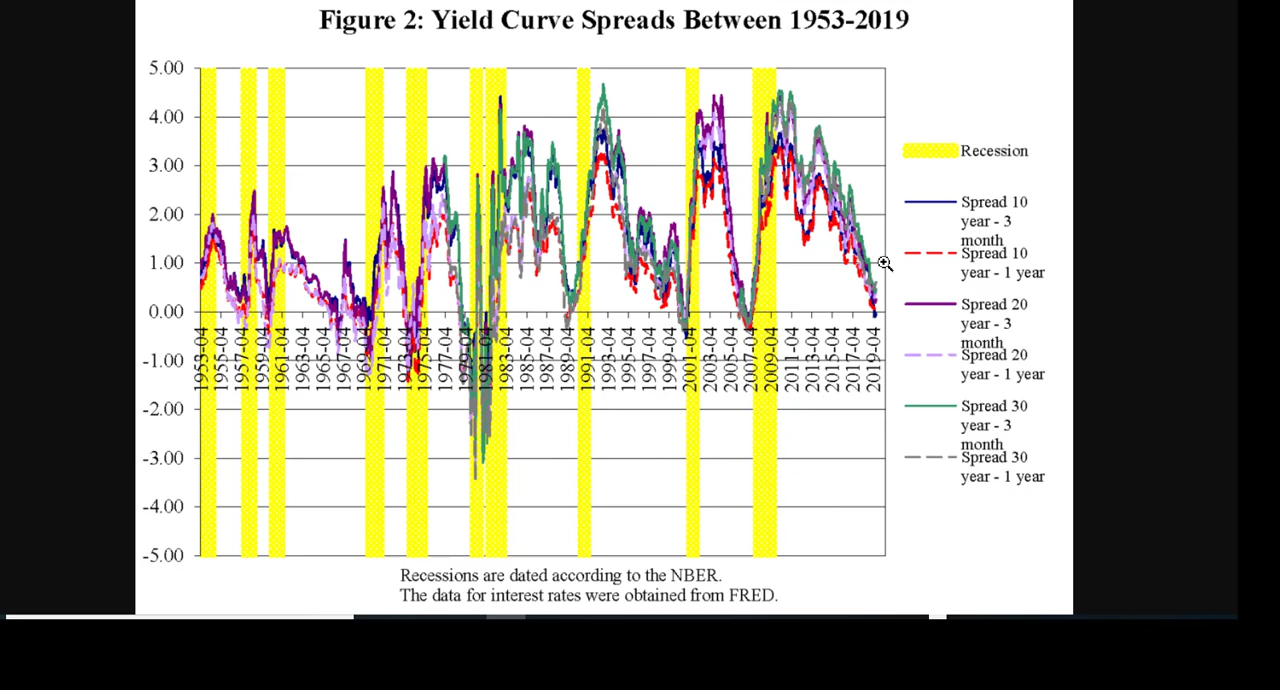 Figure 2: Yield Curve Spreads Between 1953-2019
5.00
4.00
3.00
2.00
1.00
0.00
-1.00
-2.00
-3.00
-4.00
-5.00
1953-04
1955-04
1957-04
1959-04
1961-04
1963-04
1965-04
1967-04
1969-04
1971-04
1973-04
1975-04
1977-04
1979-04
1981-04
1983-04
1985-04
1987-04
1989-04
1991-04
1993-04
1995-04
1997-04
1999-04
2001-04
2003-04
2005-04
2007-04
2009-04
2011-04
2013-04
2015-04
2017-04
2019-04
Recession
Spread 10
year - 3
month
Spread 10
year - 1 year
Spread 20
year - 3
month
Spread 20
year - 1 year
Spread 30
year - 3
month
Spread 30
year - 1 year
Recessions are dated according to the NBER.
The data for interest rates were obtained from FRED.